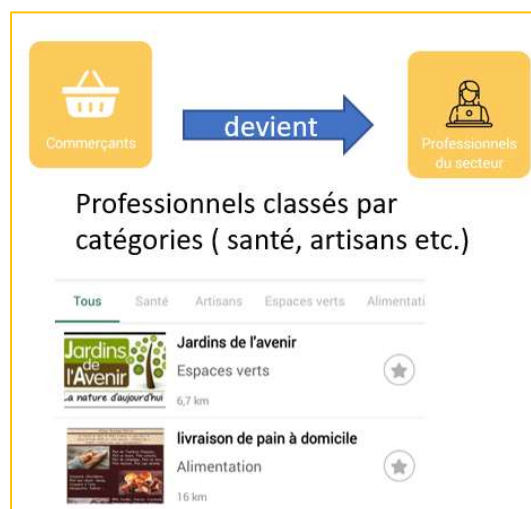 Commerçants
devient
Professionnels
du secteur
Professionnels classés par
catégories ( santé, artisans etc.)
Tous Santé Artisans Espaces verts Alimentati
Jardins
de
l'Avenir
La nature d'aujourd'hui
Jardins de l'avenir
Espaces verts
6,7 km
livraison de pain à domicile
Alimentation
16 km